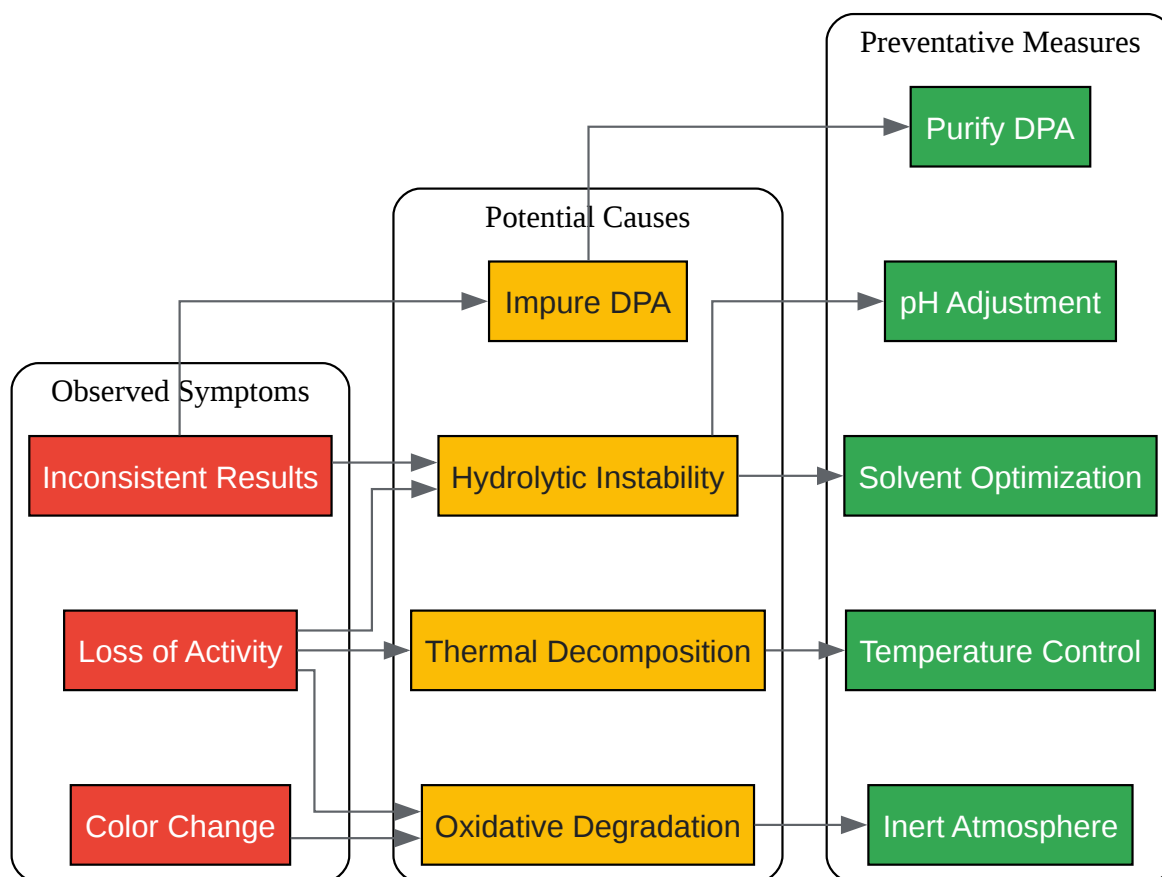 Observed Symptoms
Inconsistent Results
Loss of Activity
Color Change
Potential Causes
Impure DPA
Hydrolytic Instability
Thermal Decomposition
Oxidative Degradation
Preventative Measures
Purify DPA
pH Adjustment
Solvent Optimization
Temperature Control
Inert Atmosphere